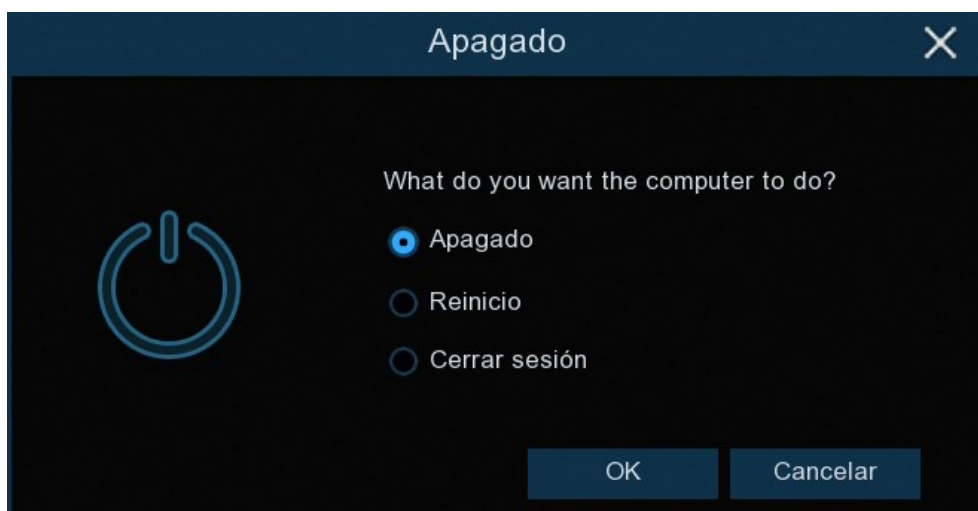 Apagado
What do you want the computer to do?
Apagado
Reinicio
Cerrar sesión
OK
Cancelar